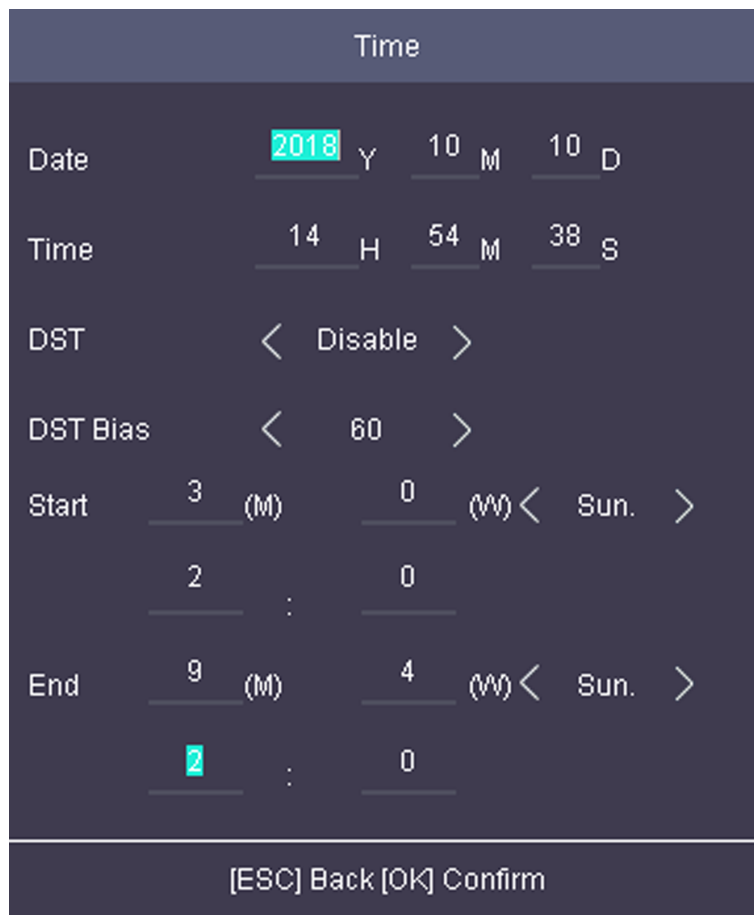 Time
Date 2018 Y 10 M 10 D
Time 14 H 54 M 38 S
DST < Disable >
DST Bias < 60 >
Start 3 (M) 0 (W) < Sun. >
2 : 0
End 9 (M) 4 (W) < Sun. >
2 : 0
[ESC] Back [OK] Confirm